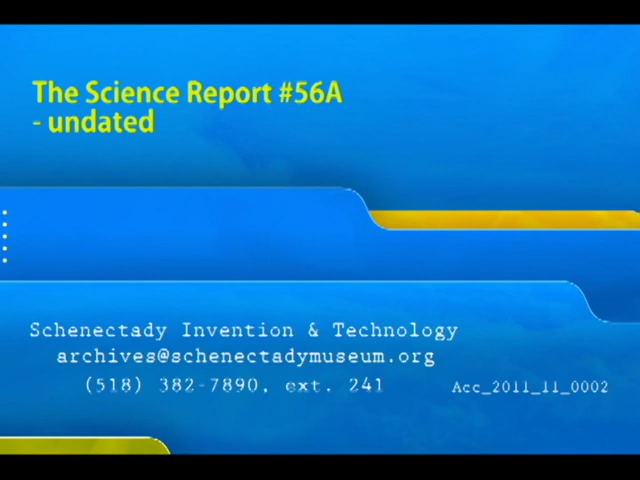 The Science Report #56A
- undated
Schenectady Invention & Technology
archives@schenectadymuseum.org
(518) 382-7890, ext. 241
Acc_2011_11_0002